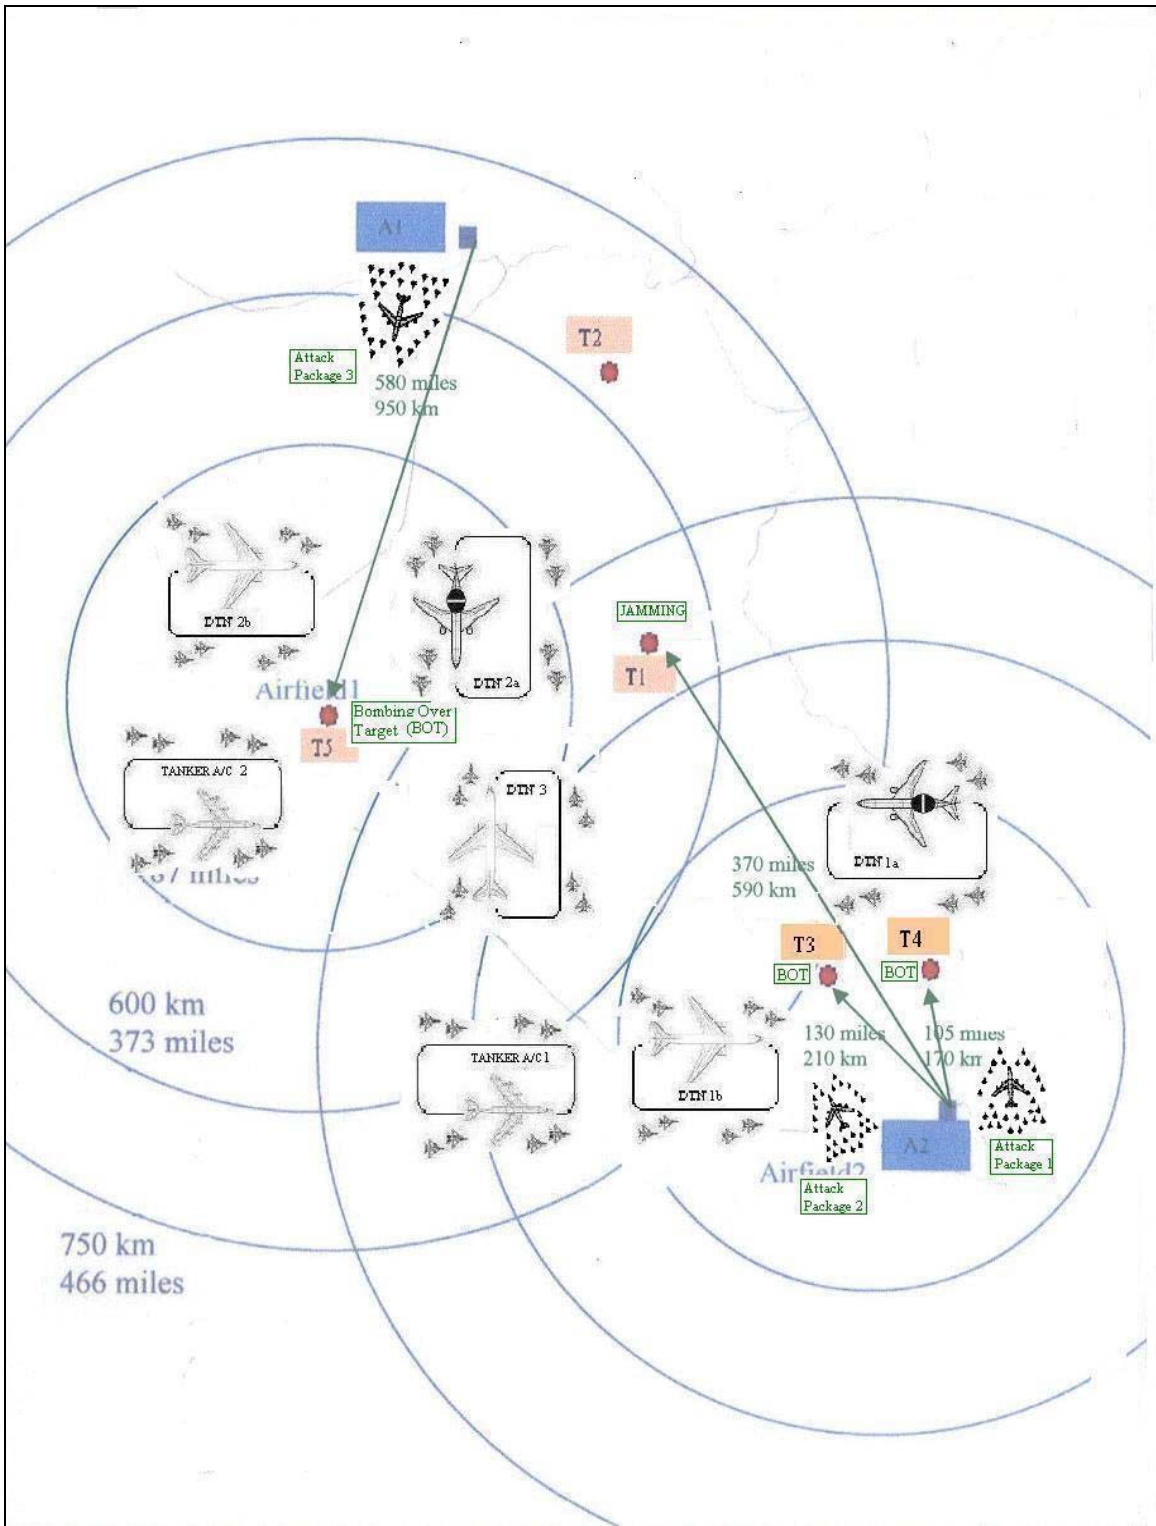 A1
T2
Attack
Package 3
580 miles
950 km
JAMMING
DTN 2b
DTN 2a
T1
Airfield1
Bombing Over
Target (BOT)
T5
TANKER A/C 2
DTN 3
DTN 1a
miles
370 miles
590 km
T3
T4
BOT
BOT
600 km
373 miles
130 miles
210 km
105 miles
170 km
TANKER A/C 1
DTN 1b
A2
Attack
Package 1
Airfield2
Attack
Package 2
750 km
466 miles